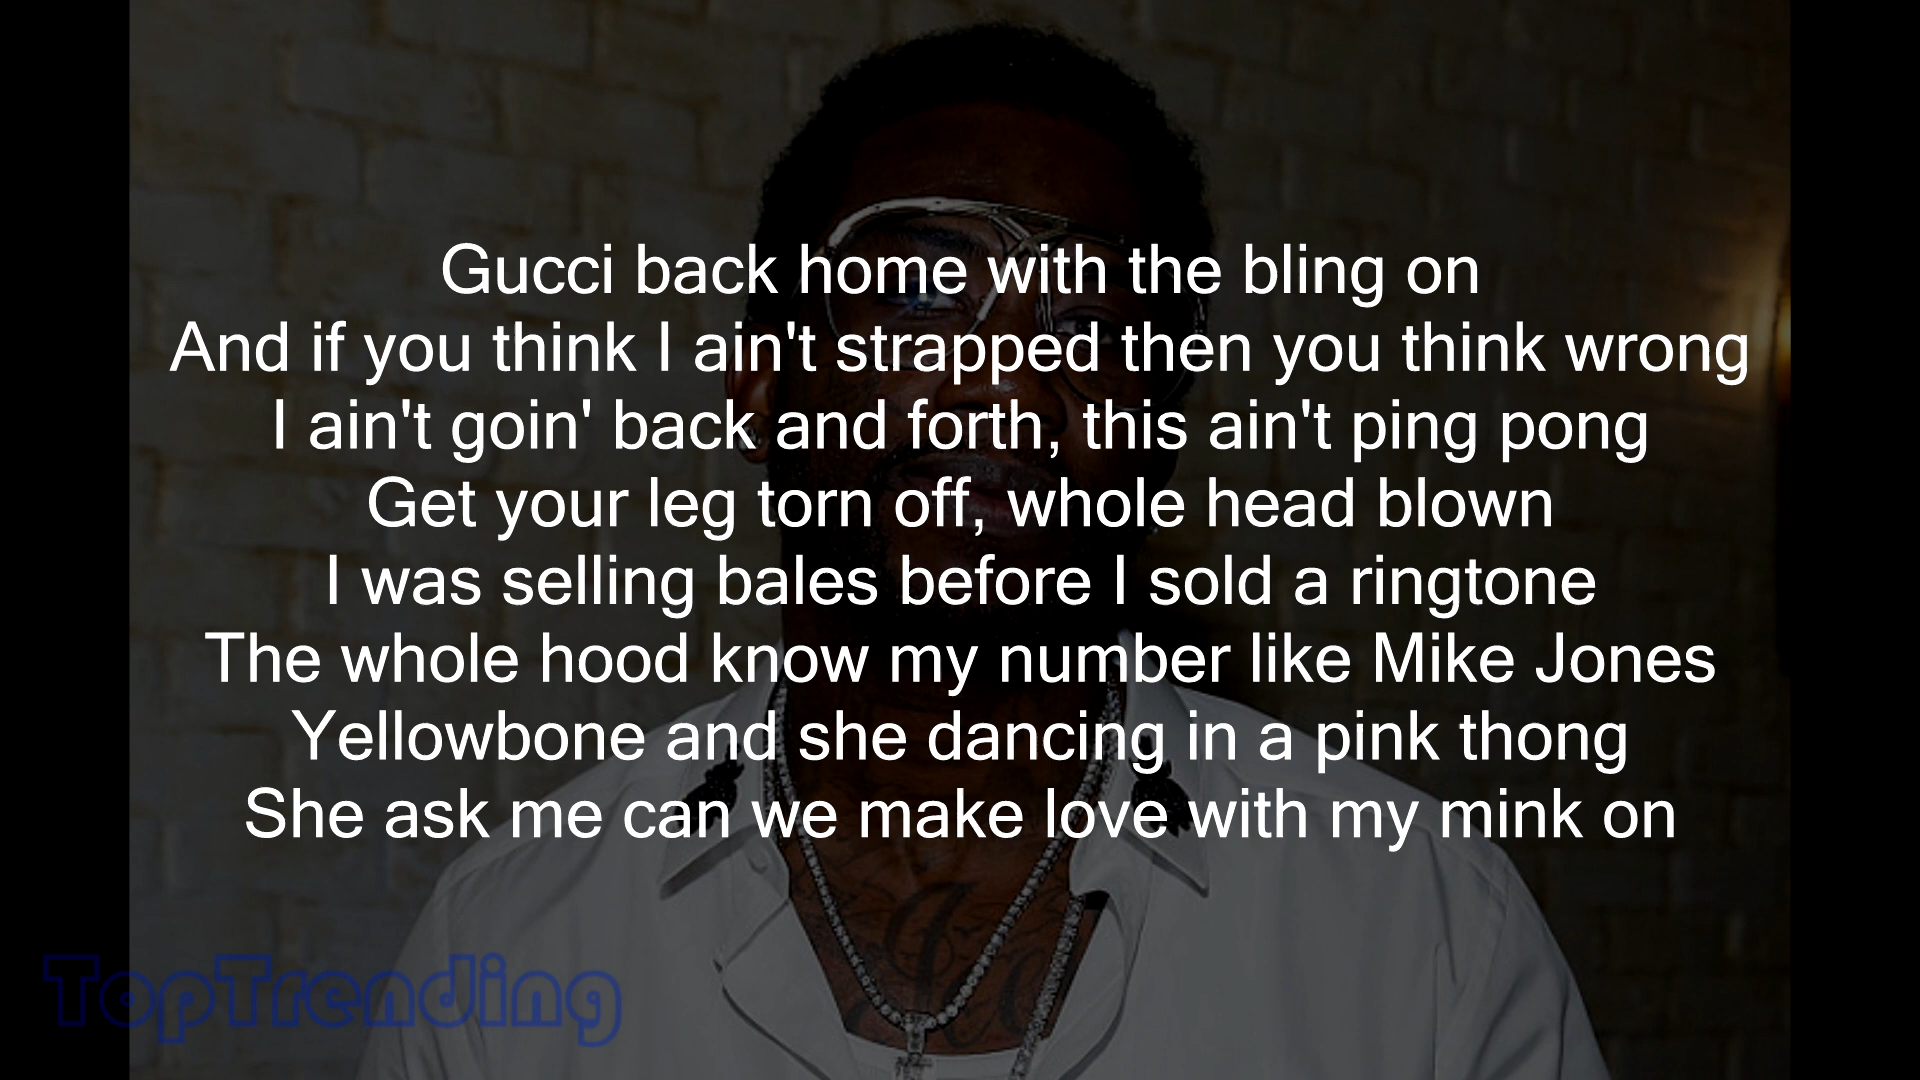 Gucci back home with the bling on
And if you think I ain't strapped then you think wrong
I ain't goin' back and forth, this ain't ping pong
Get your leg torn off, whole head blown
I was selling bales before I sold a ringtone
The whole hood know my number like Mike Jones
Yellowbone and she dancing in a pink thong
She ask me can we make love with my mink on
TopTrending